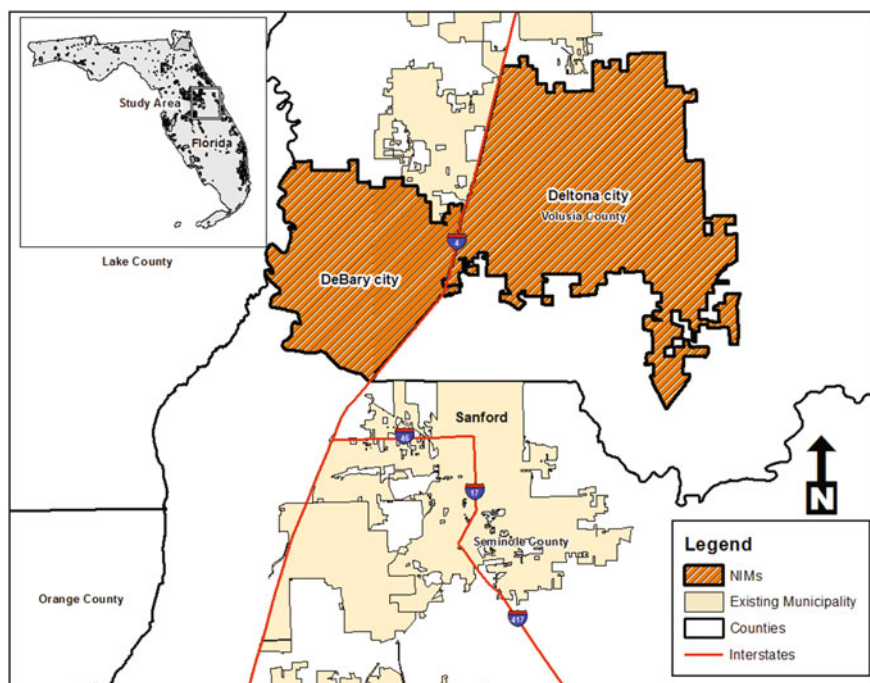 Study Area
Florida
Lake County
Deltona city
Volusia County
4
DeBary city
Sanford
46
17
Seminole County
417
Orange County
N
Legend
NIMs
Existing Municipality
Counties
Interstates